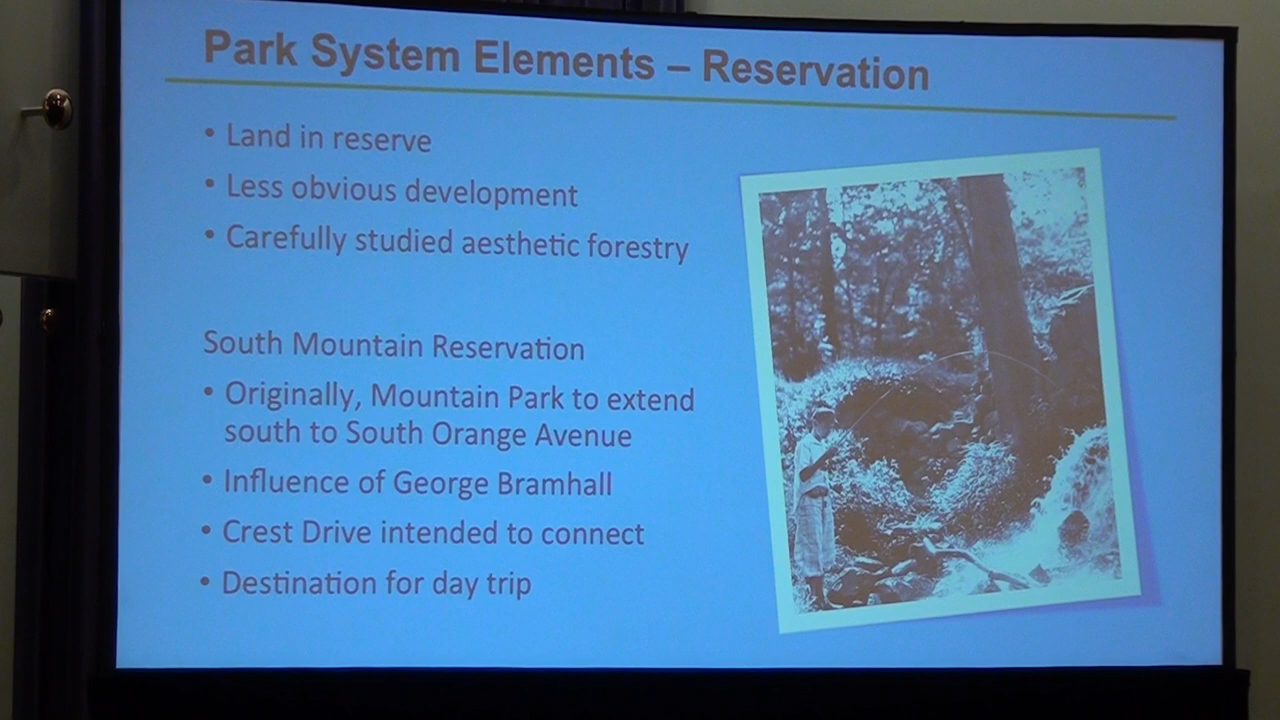 Park System Elements – Reservation
• Land in reserve
• Less obvious development
• Carefully studied aesthetic forestry
South Mountain Reservation
• Originally, Mountain Park to extend
south to South Orange Avenue
• Influence of George Bramhall
• Crest Drive intended to connect
• Destination for day trip